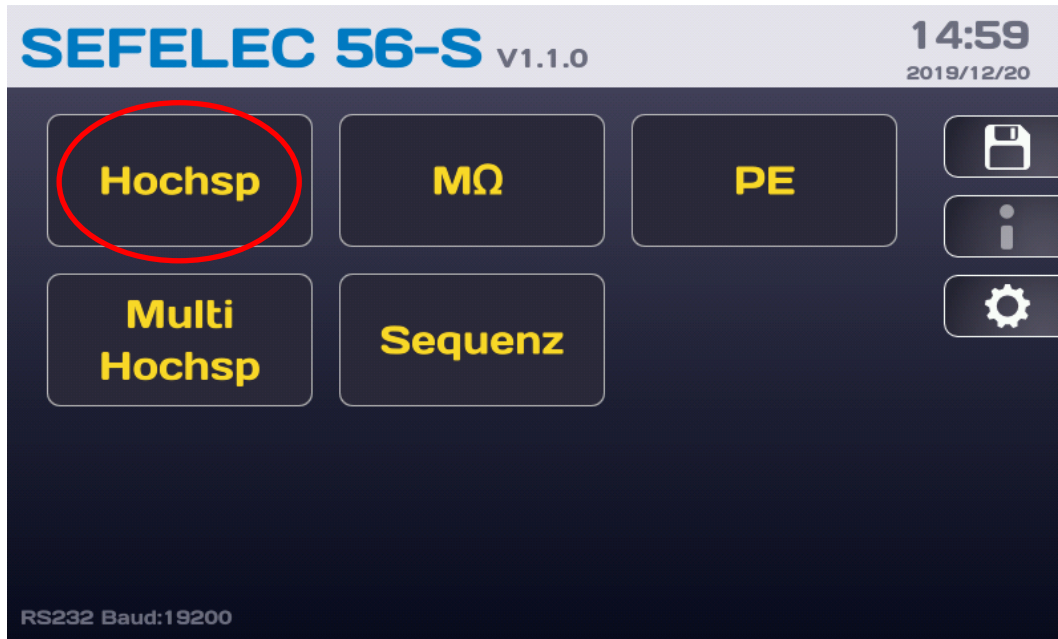 SEFELEC 56-S V1.1.0
14:59
2019/12/20
Hochsp
MΩ
PE
Multi
Hochsp
Sequenz
RS232 Baud:19200